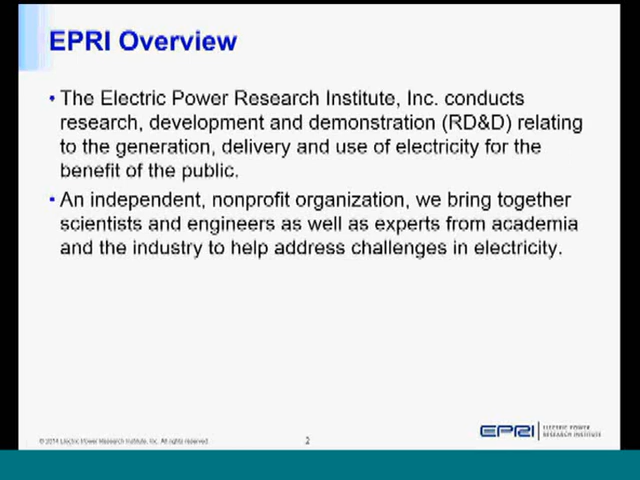 EPRI Overview
• The Electric Power Research Institute, Inc. conducts
research, development and demonstration (RD&D) relating
to the generation, delivery and use of electricity for the
benefit of the public.
• An independent, nonprofit organization, we bring together
scientists and engineers as well as experts from academia
and the industry to help address challenges in electricity.
© 2014 Electric Power Research Institute, Inc. All rights reserved.
2
EPRI
ELECTRIC POWER
RESEARCH INSTITUTE